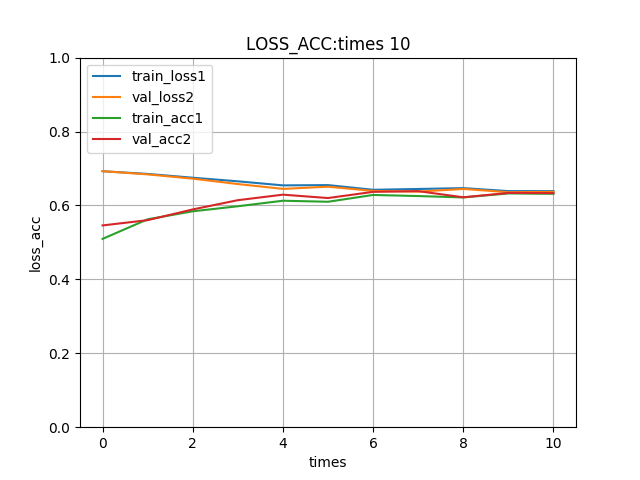 LOSS_ACC:times 10
1.0
0.8
0.6
0.4
0.2
0.0
loss_acc
train_loss1
val_loss2
train_acc1
val_acc2
0 2 4 6 8 10
times